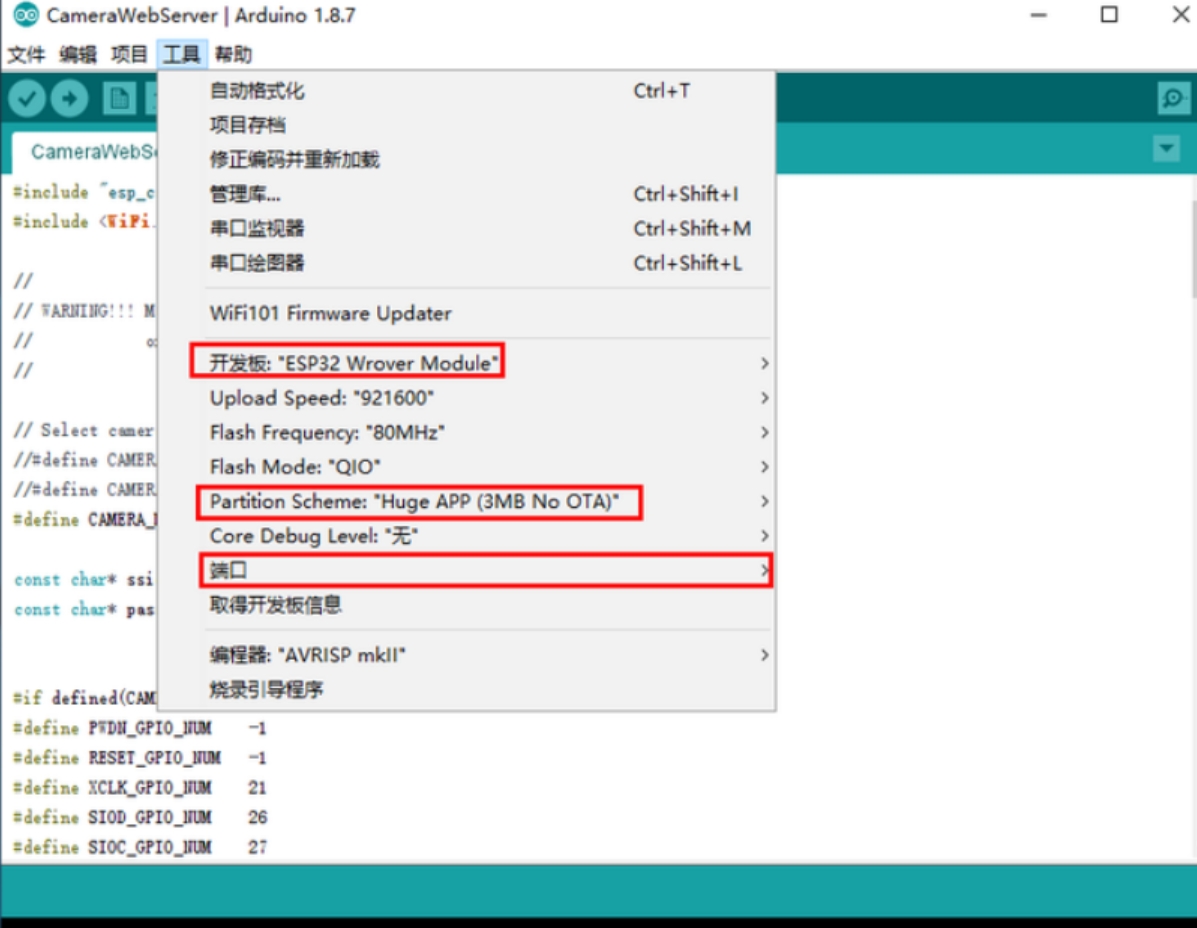 CameraWebServer | Arduino 1.8.7
文件 编辑 项目 工具 帮助
自动格式化 Ctrl+T
项目存档
修正编码并重新加载
管理库... Ctrl+Shift+I
串口监视器 Ctrl+Shift+M
串口绘图器 Ctrl+Shift+L
WiFi101 Firmware Updater
开发板: "ESP32 Wrover Module"
Upload Speed: "921600"
Flash Frequency: "80MHz"
Flash Mode: "QIO"
Partition Scheme: "Huge APP (3MB No OTA)"
Core Debug Level: "无"
端口
取得开发板信息
编程器: "AVRISP mkII"
烧录引导程序
CameraWebS
#include "esp_c
#include <WiFi.
//
// WARNING!!! M
//
//
// Select camer
//#define CAMER
//#define CAMER
#define CAMERA_
const char* ssi
const char* pas
#if defined(CAM
#define PWDN_GPIO_NUM -1
#define RESET_GPIO_NUM -1
#define XCLK_GPIO_NUM 21
#define SIOD_GPIO_NUM 26
#define SIOC_GPIO_NUM 27